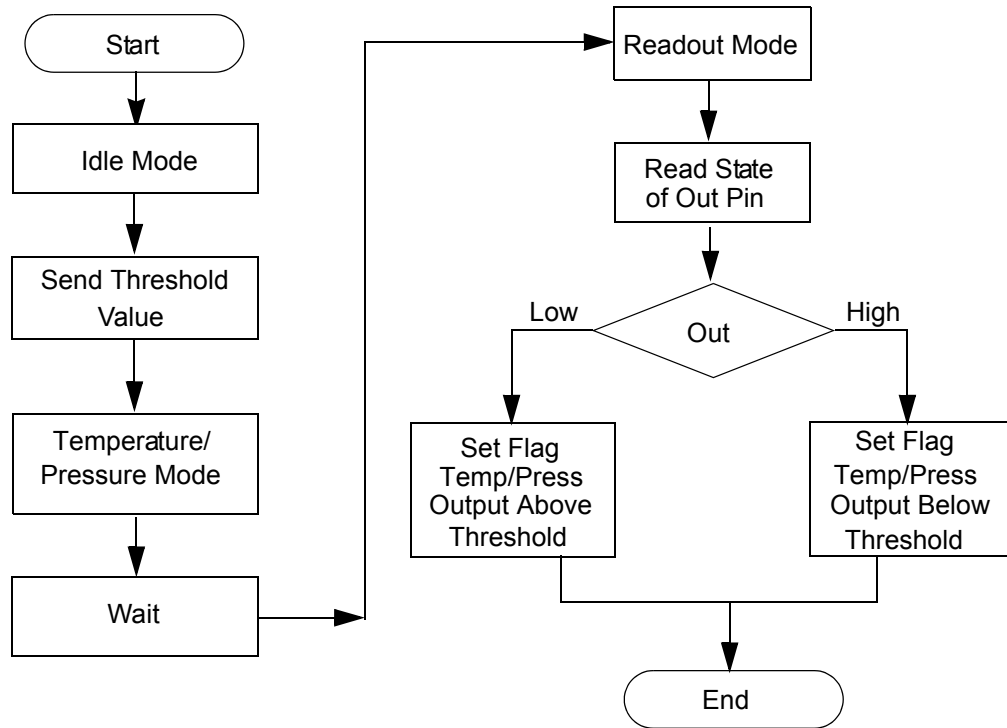 Start
Idle Mode
Send Threshold
Value
Temperature/
Pressure Mode
Wait
Readout Mode
Read State
of Out Pin
Out
Low
High
Set Flag
Temp/Press
Output Above
Threshold
Set Flag
Temp/Press
Output Below
Threshold
End